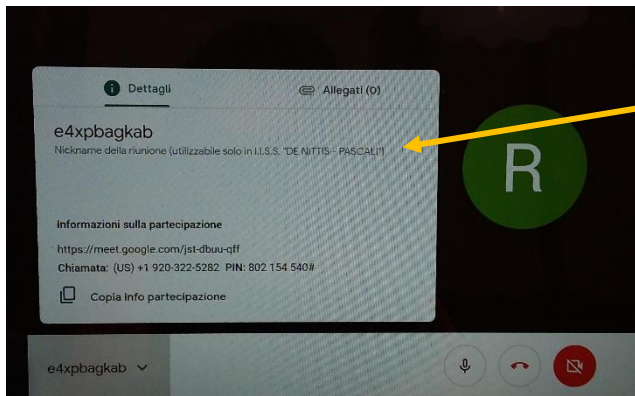 Dettagli
Allegati (0)
e4xpbagkab
Nickname della riunione (utilizzabile solo in I.I.S.S. "DE NITTIS - PASCALI")
R
Informazioni sulla partecipazione
https://meet.google.com/jst-dbuu-qff
Chiamata: (US) +1 920-322-5282 PIN: 802 154 540#
Copia Info partecipazione
e4xpbagkab